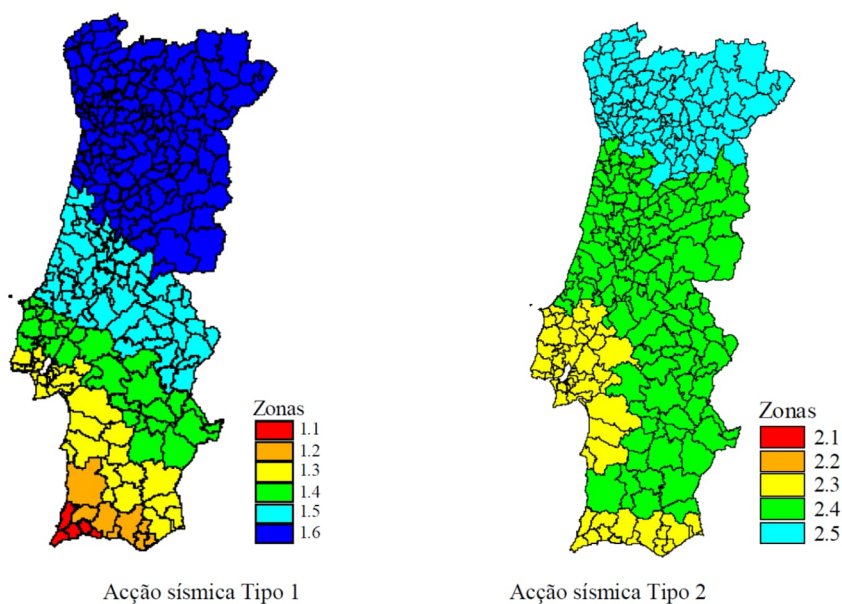 Zonas
1.1
1.2
1.3
1.4
1.5
1.6
Acção sísmica Tipo 1
Zonas
2.1
2.2
2.3
2.4
2.5
Acção sísmica Tipo 2